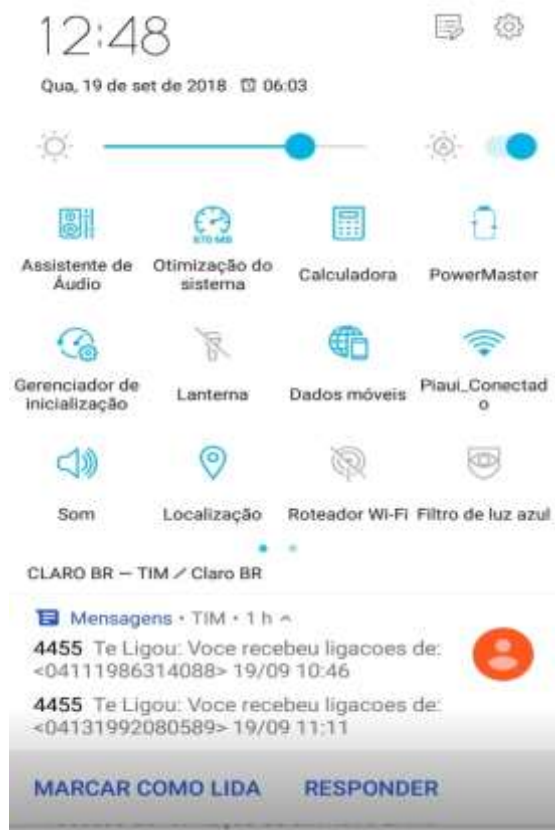 12:48
Qua, 19 de set de 2018 06:03
870 MB
Assistente de Áudio
Otimização do sistema
Calculadora
PowerMaster
Gerenciador de inicialização
Lanterna
Dados móveis
Piaui_Conectado
Som
Localização
Roteador Wi-Fi
Filtro de luz azul
CLARO BR — TIM / Claro BR
Mensagens • TIM • 1 h
4455 Te Ligou: Voce recebeu ligacoes de:
<04111986314088> 19/09 10:46
4455 Te Ligou: Voce recebeu ligacoes de:
<04131992080589> 19/09 11:11
MARCAR COMO LIDA RESPONDER